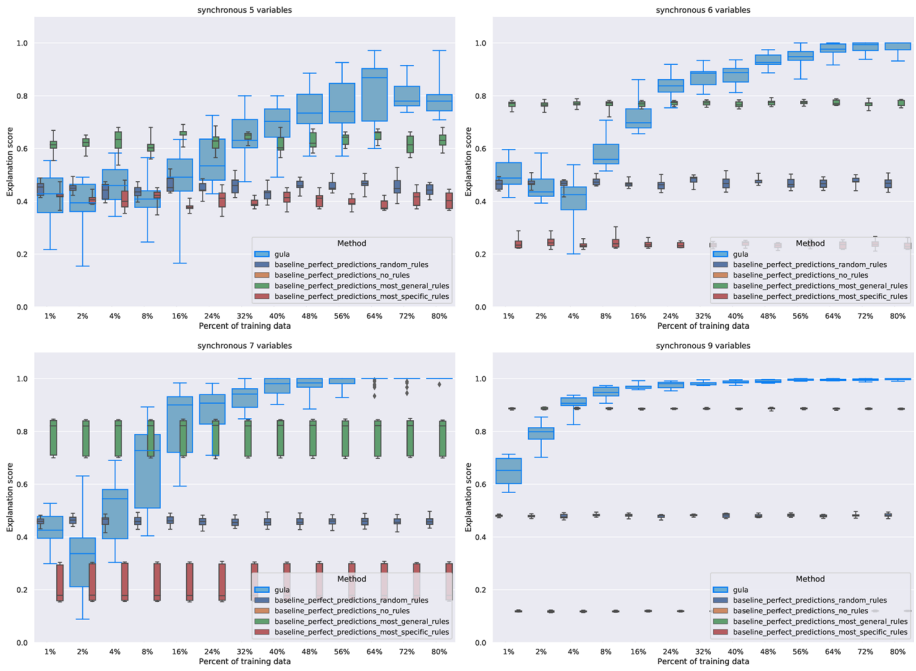 synchronous 5 variables
Explanation score
1.0
0.8
0.6
0.4
0.2
0.0
Method
gula
baseline_perfect_predictions_random_rules
baseline_perfect_predictions_no_rules
baseline_perfect_predictions_most_general_rules
baseline_perfect_predictions_most_specific_rules
1% 2% 4% 8% 16% 24% 32% 40% 48% 56% 64% 72% 80%
Percent of training data
synchronous 6 variables
Explanation score
1.0
0.8
0.6
0.4
0.2
0.0
Method
gula
baseline_perfect_predictions_random_rules
baseline_perfect_predictions_no_rules
baseline_perfect_predictions_most_general_rules
baseline_perfect_predictions_most_specific_rules
1% 2% 4% 8% 16% 24% 32% 40% 48% 56% 64% 72% 80%
Percent of training data
synchronous 7 variables
Explanation score
1.0
0.8
0.6
0.4
0.2
0.0
Method
gula
baseline_perfect_predictions_random_rules
baseline_perfect_predictions_no_rules
baseline_perfect_predictions_most_general_rules
baseline_perfect_predictions_most_specific_rules
1% 2% 4% 8% 16% 24% 32% 40% 48% 56% 64% 72% 80%
Percent of training data
synchronous 9 variables
Explanation score
1.0
0.8
0.6
0.4
0.2
0.0
Method
gula
baseline_perfect_predictions_random_rules
baseline_perfect_predictions_no_rules
baseline_perfect_predictions_most_general_rules
baseline_perfect_predictions_most_specific_rules
1% 2% 4% 8% 16% 24% 32% 40% 48% 56% 64% 72% 80%
Percent of training data